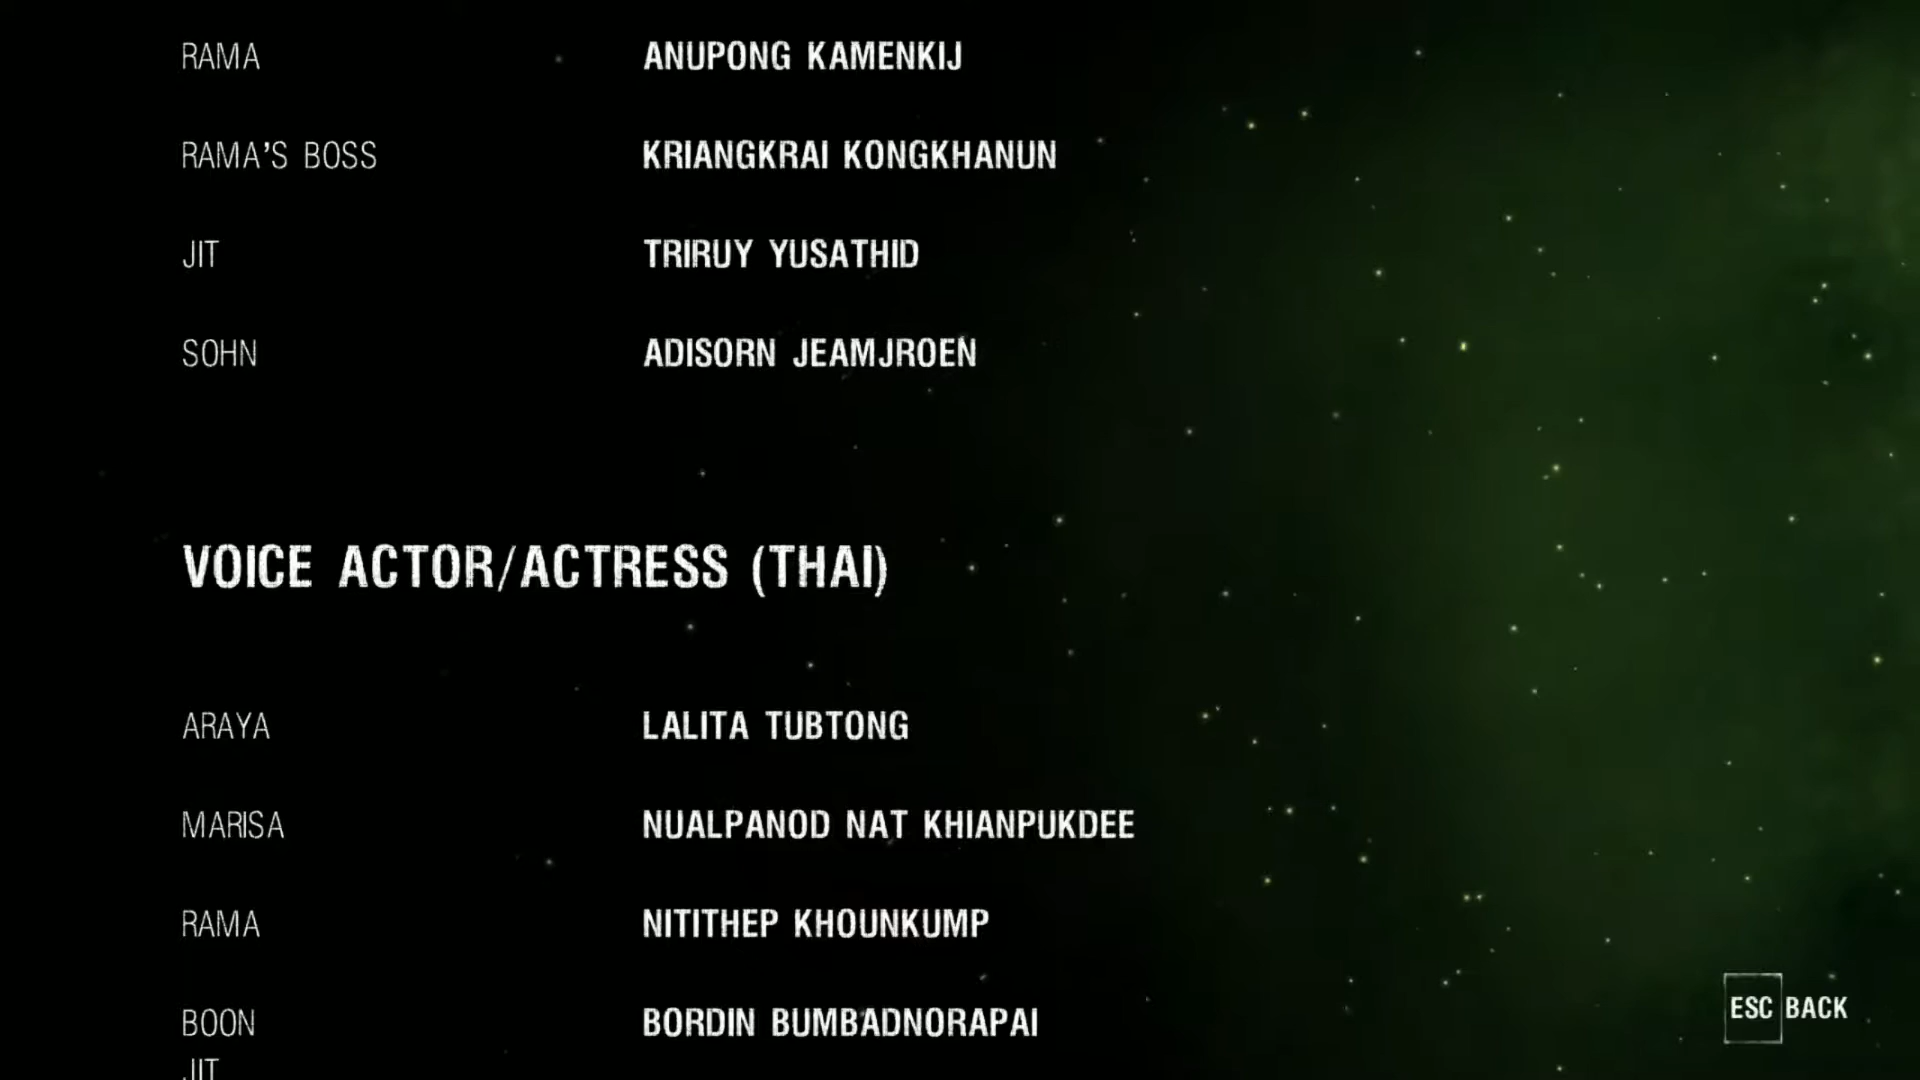 RAMA ANUPONG KAMENKIJ
RAMA'S BOSS KRIANGKRAI KONGKHANUN
JIT TRIRUY YUSATHID
SOHN ADISORN JEAMJROEN
VOICE ACTOR/ACTRESS (THAI)
ARAYA LALITA TUBTONG
MARISA NUALPANOD NAT KHIANPUKDEE
RAMA NITITHEP KHOUNKUMP
BOON BORDIN BUMBADNORAPAI
JIT
ESC BACK